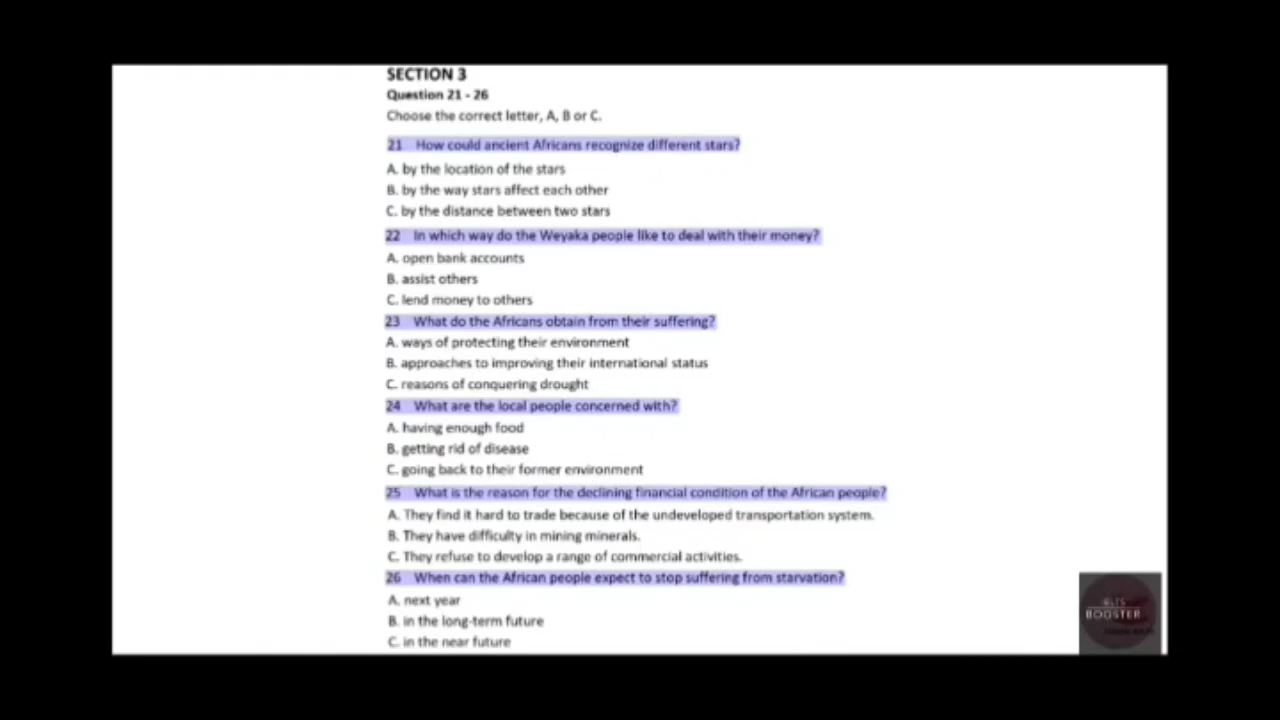 SECTION 3
Question 21 - 26
Choose the correct letter, A, B or C.
21 How could ancient Africans recognize different stars?
A. by the location of the stars
B. by the way stars affect each other
C. by the distance between two stars
22 In which way do the Weyaka people like to deal with their money?
A. open bank accounts
B. assist others
C. lend money to others
23 What do the Africans obtain from their suffering?
A. ways of protecting their environment
B. approaches to improving their international status
C. reasons of conquering drought
24 What are the local people concerned with?
A. having enough food
B. getting rid of disease
C. going back to their former environment
25 What is the reason for the declining financial condition of the African people?
A. They find it hard to trade because of the undeveloped transportation system.
B. They have difficulty in mining minerals.
C. They refuse to develop a range of commercial activities.
26 When can the African people expect to stop suffering from starvation?
A. next year
B. in the long-term future
C. in the near future
IELTS
BOOSTER